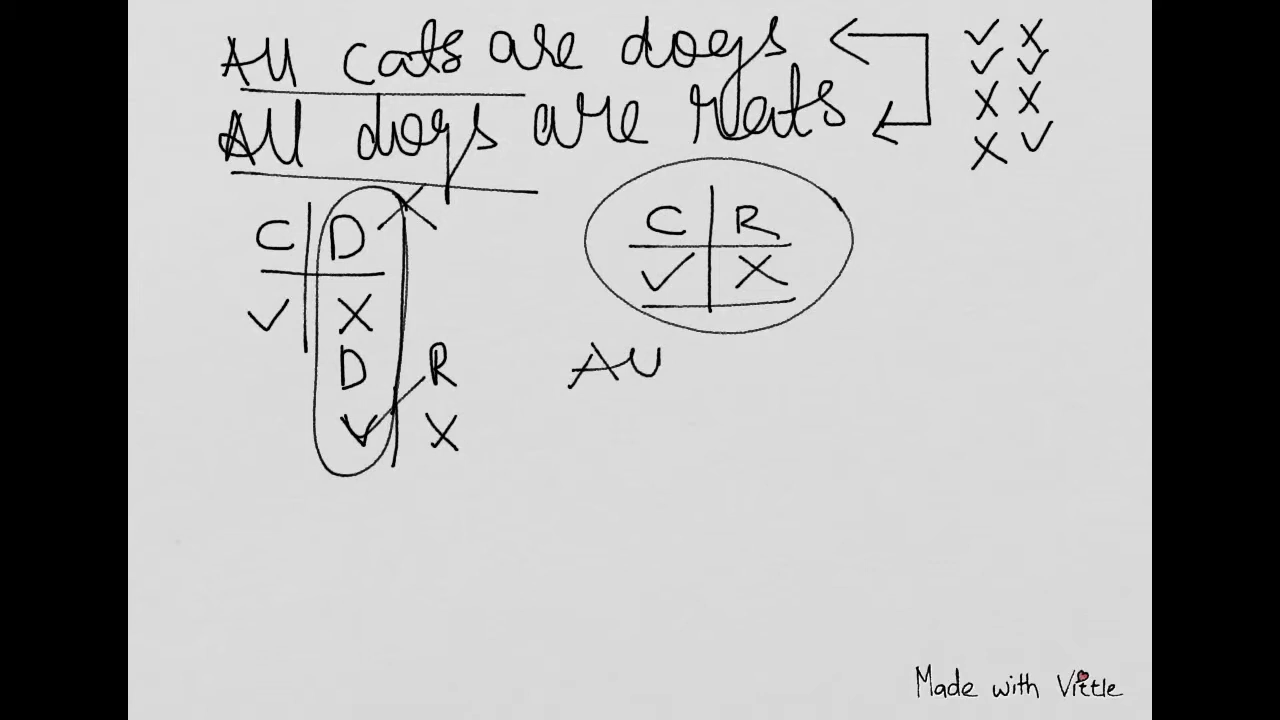 All cats are dogs
All dogs are Rats
✓ X
✓ ✓
X X
X ✓
C D X
✓ X
D R
✓ X
C R
✓ X
All
Made with Vittle